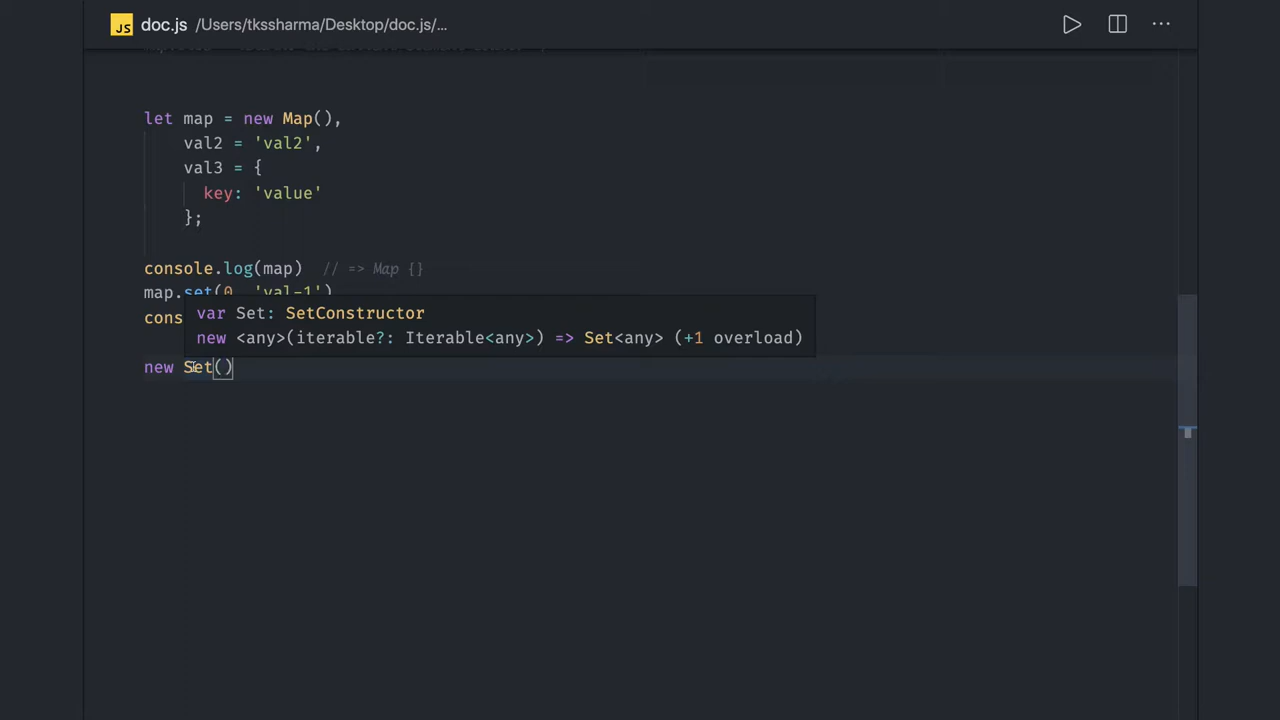 JS doc.js /Users/tkssharma/Desktop/doc.js/...
let map = new Map(),
val2 = 'val2',
val3 = {
key: 'value'
};
console.log(map) // => Map {}
map.set(0, 'val-1')
cons
var Set: SetConstructor
new <any>(iterable?: Iterable<any>) => Set<any> (+1 overload)
new Set()